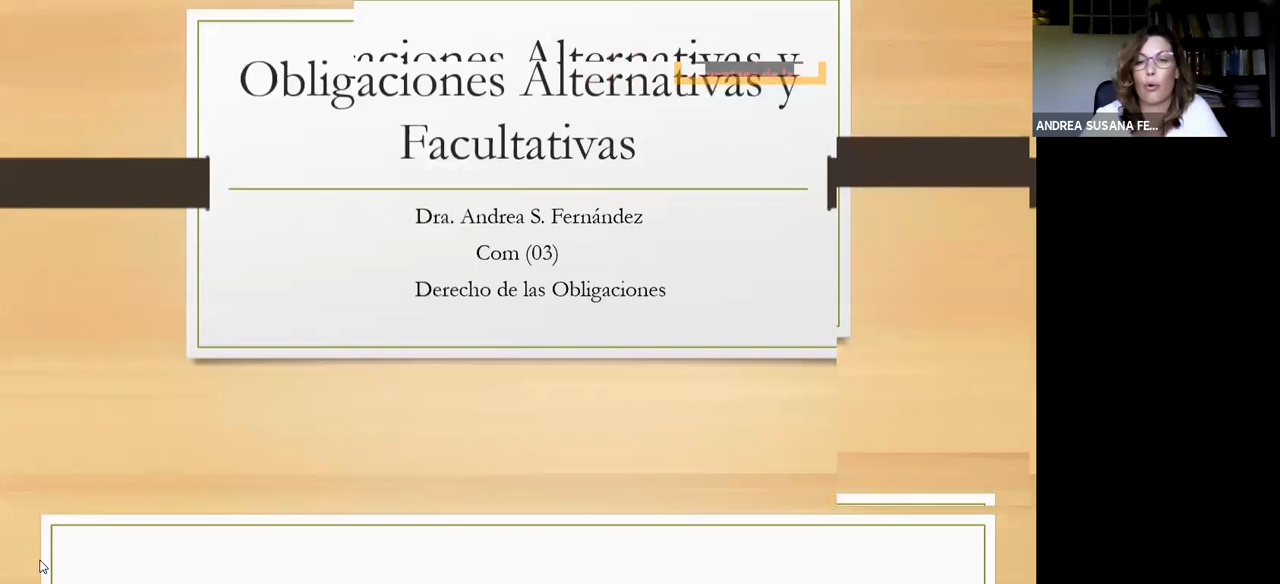 Obligaciones Alternativas y
Facultativas
Dra. Andrea S. Fernández
Com (03)
Derecho de las Obligaciones
ANDREA SUSANA FE...